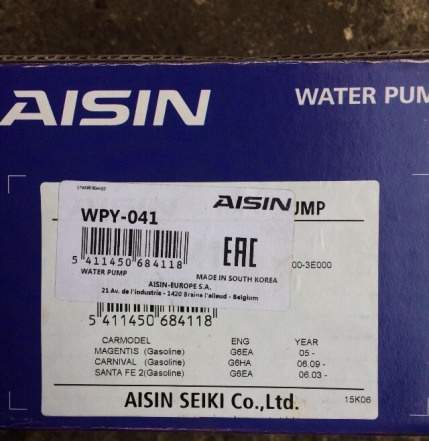 AISIN
WATER PUM
AISIN
UMP
WPY-041
EAC
5 411450 684118
00-3E000
WATER PUMP
MADE IN SOUTH KOREA
AISIN-EUROPE S.A.
21 Av. de l'industrie - 1420 Braine l'alleud - Belgium
5 411450 684118
CARMODEL ENG YEAR
MAGENTIS (Gasoline) G6EA 05 -
CARNIVAL (Gasoline) G6HA 06.09 -
SANTA FE 2(Gasoline) G6EA 06.03 -
AISIN SEIKI Co.,Ltd.
15K06